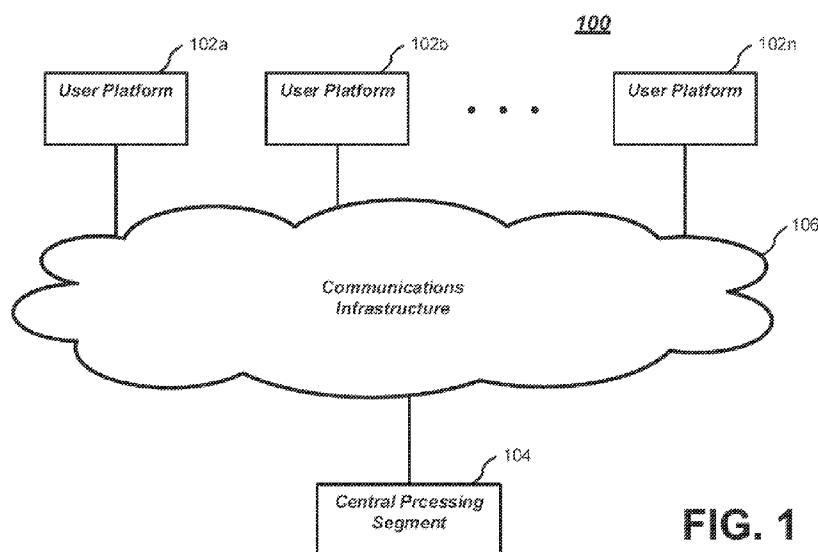 100
102a
102b
102n
User Platform
User Platform
User Platform
. . .
106
Communications
Infrastructure
104
Central Prcessing
Segment
FIG. 1